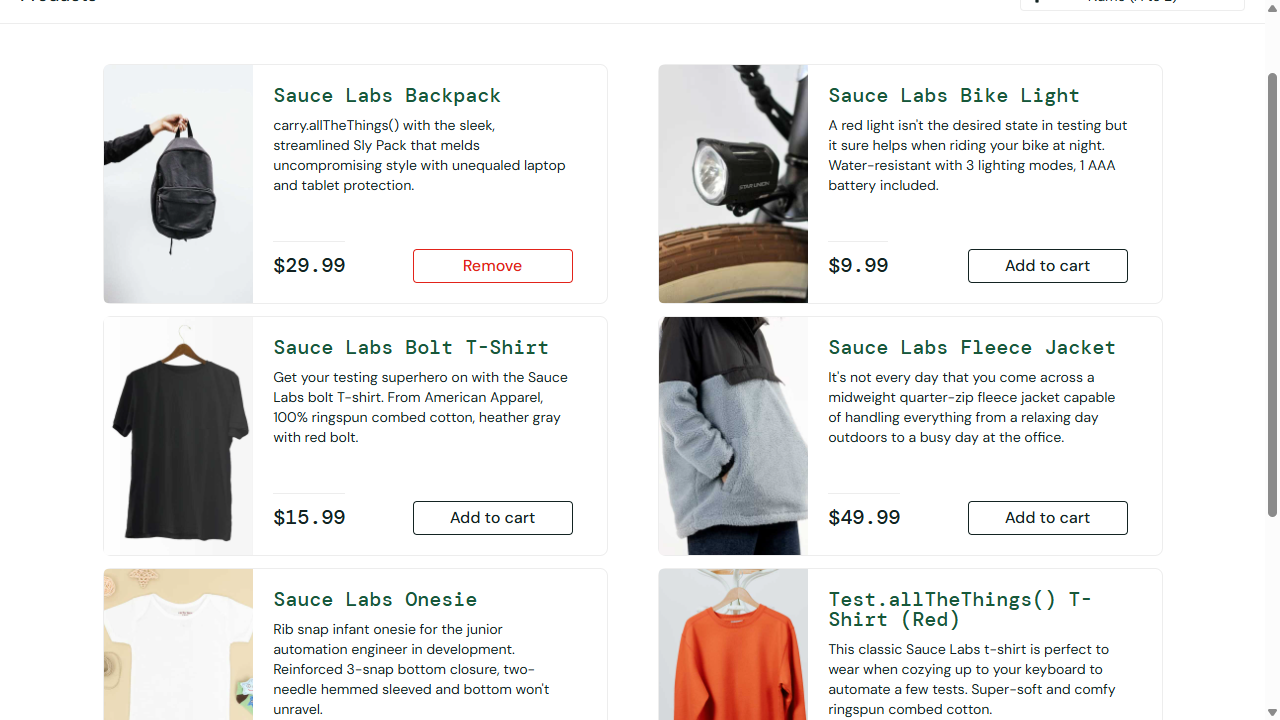 Sauce Labs Backpack
carry.allTheThings() with the sleek,
streamlined Sly Pack that melds
uncompromising style with unequaled laptop
and tablet protection.
$29.99
Remove
Sauce Labs Bike Light
A red light isn't the desired state in testing but
it sure helps when riding your bike at night.
Water-resistant with 3 lighting modes, 1 AAA
battery included.
$9.99
Add to cart
Sauce Labs Bolt T-Shirt
Get your testing superhero on with the Sauce
Labs bolt T-shirt. From American Apparel,
100% ringspun combed cotton, heather gray
with red bolt.
$15.99
Add to cart
Sauce Labs Fleece Jacket
It's not every day that you come across a
midweight quarter-zip fleece jacket capable
of handling everything from a relaxing day
outdoors to a busy day at the office.
$49.99
Add to cart
Sauce Labs Onesie
Rib snap infant onesie for the junior
automation engineer in development.
Reinforced 3-snap bottom closure, two-
needle hemmed sleeved and bottom won't
unravel.
Test.allTheThings() T-
Shirt (Red)
This classic Sauce Labs t-shirt is perfect to
wear when cozying up to your keyboard to
automate a few tests. Super-soft and comfy
ringspun combed cotton.